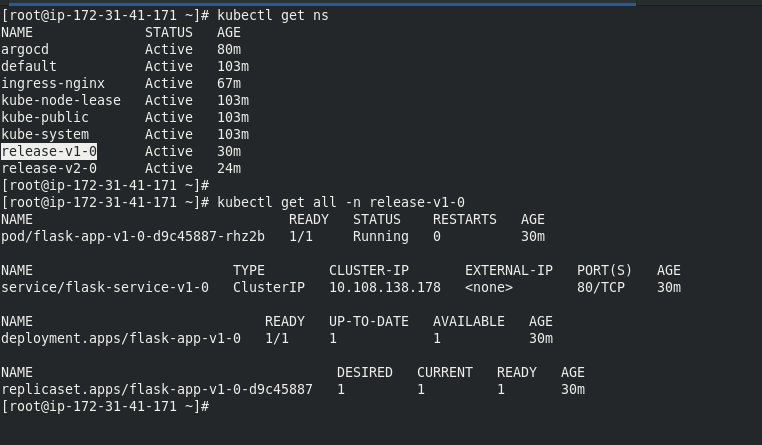 [root@ip-172-31-41-171 ~]# kubectl get ns
NAME              STATUS   AGE
argocd            Active   80m
default           Active   103m
ingress-nginx     Active   67m
kube-node-lease   Active   103m
kube-public       Active   103m
kube-system       Active   103m
release-v1-0      Active   30m
release-v2-0      Active   24m
[root@ip-172-31-41-171 ~]#
[root@ip-172-31-41-171 ~]# kubectl get all -n release-v1-0
NAME                                READY   STATUS    RESTARTS   AGE
pod/flask-app-v1-0-d9c45887-rhz2b   1/1     Running   0          30m
NAME                         TYPE        CLUSTER-IP       EXTERNAL-IP   PORT(S)   AGE
service/flask-service-v1-0   ClusterIP   10.108.138.178   <none>        80/TCP    30m
NAME                             READY   UP-TO-DATE   AVAILABLE   AGE
deployment.apps/flask-app-v1-0   1/1     1            1           30m
NAME                                      DESIRED   CURRENT   READY   AGE
replicaset.apps/flask-app-v1-0-d9c45887   1         1         1       30m
[root@ip-172-31-41-171 ~]#